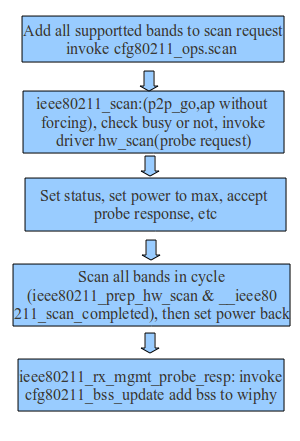 Add all supportted bands to scan request
invoke cfg80211_ops.scan
ieee80211_scan:(p2p_go,ap without
forcing), check busy or not, invoke
driver hw_scan(probe request)
Set status, set power to max, accept
probe response, etc
Scan all bands in cycle
(ieee80211_prep_hw_scan & __ieee80
211_scan_completed), then set power back
ieee80211_rx_mgmt_probe_resp: invoke
cfg80211_bss_update add bss to wiphy